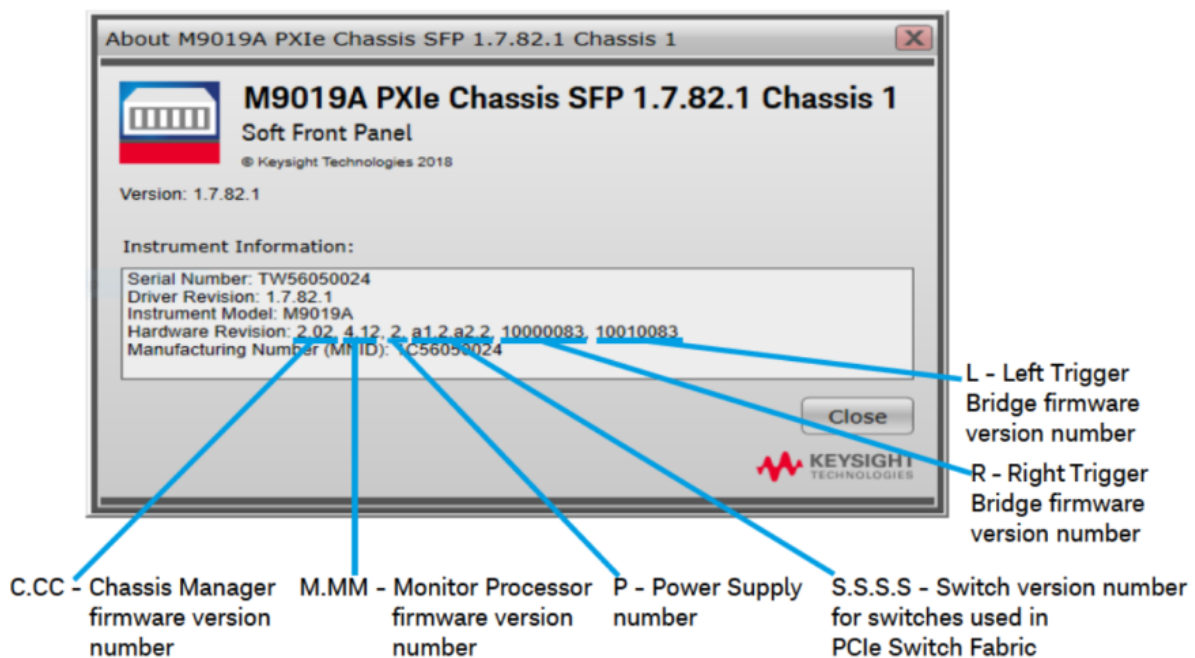 About M9019A PXIe Chassis SFP 1.7.82.1 Chassis 1
M9019A PXIe Chassis SFP 1.7.82.1 Chassis 1
Soft Front Panel
© Keysight Technologies 2018
Version: 1.7.82.1
Instrument Information:
Serial Number: TW56050024
Driver Revision: 1.7.82.1
Instrument Model: M9019A
Hardware Revision: 2.02, 4.12, 2, a1.2.a2.2, 10000083, 10010083,
Manufacturing Number (MNID): TC56050024
Close
KEYSIGHT
TECHNOLOGIES
L - Left Trigger
Bridge firmware
version number
R - Right Trigger
Bridge firmware
version number
C.CC - Chassis Manager
firmware version
number
M.MM - Monitor Processor
firmware version
number
P - Power Supply
number
S.S.S.S - Switch version number
for switches used in
PCIe Switch Fabric